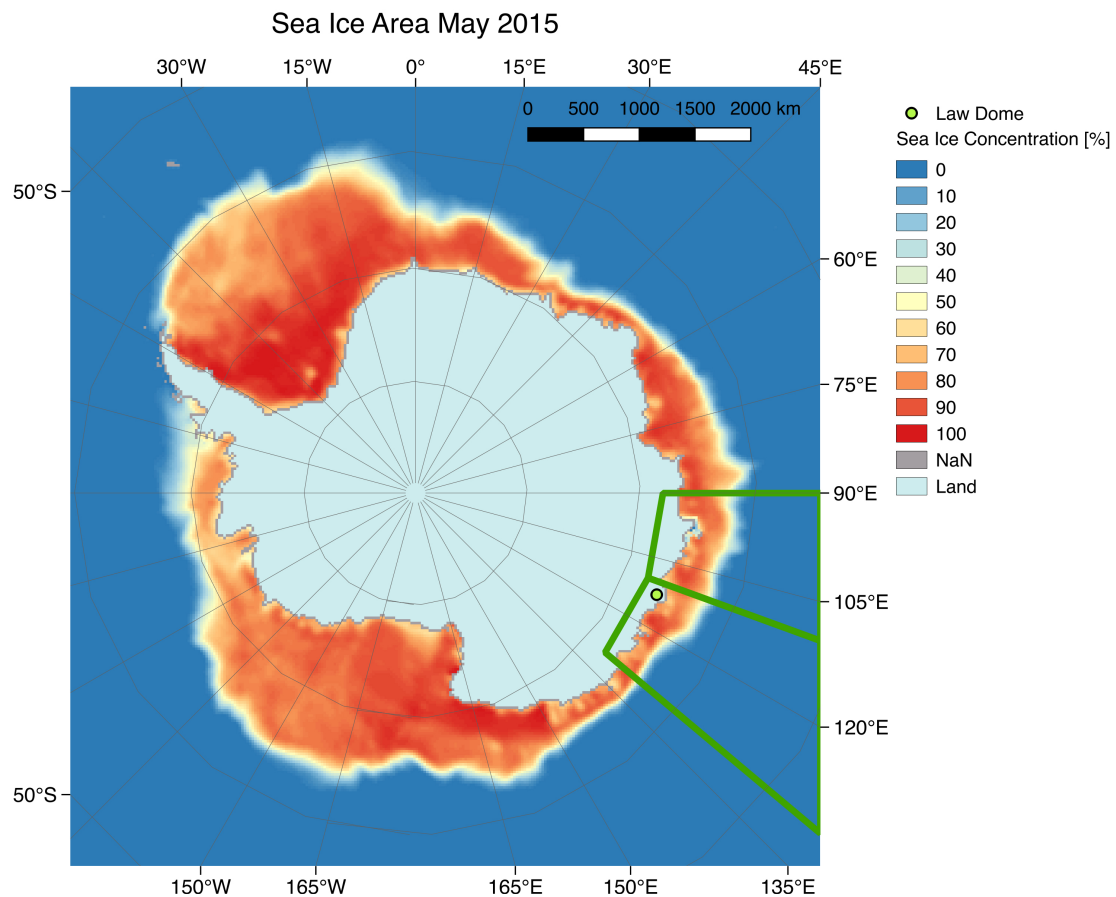 Sea Ice Area May 2015
30°W 15°W 0° 15°E 30°E 45°E
0 500 1000 1500 2000 km
Law Dome
Sea Ice Concentration [%]
0
10
20
30
40
50
60
70
80
90
100
NaN
Land
50°S
60°E
75°E
90°E
105°E
120°E
50°S
150°W 165°W 165°E 150°E 135°E